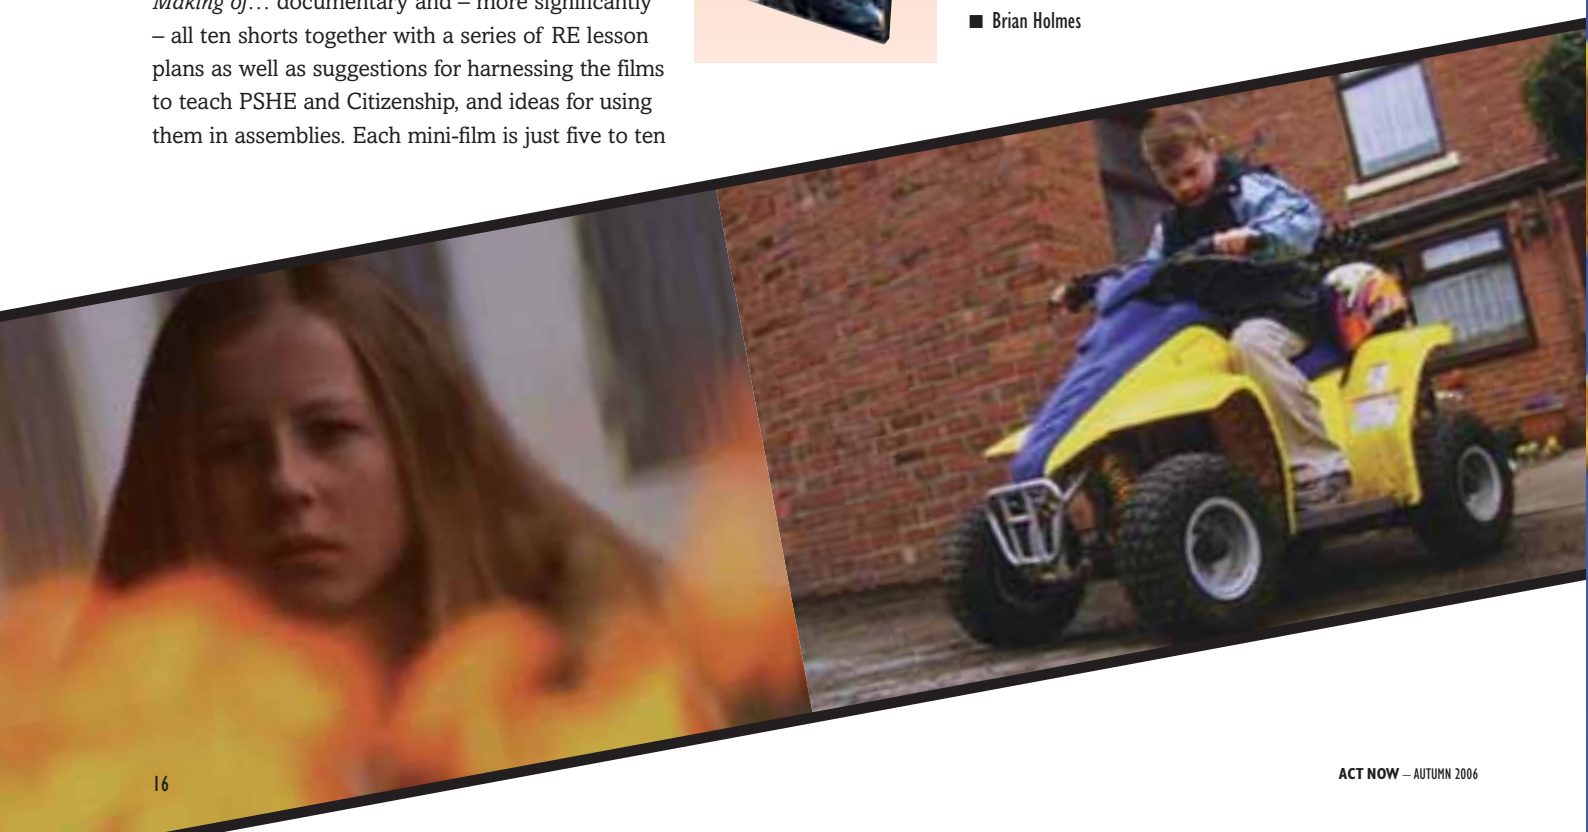 Making of… documentary and – more significantly
– all ten shorts together with a series of RE lesson
plans as well as suggestions for harnessing the films
to teach PSHE and Citizenship, and ideas for using
them in assemblies. Each mini-film is just five to ten
■ Brian Holmes
16
ACT NOW – AUTUMN 2006